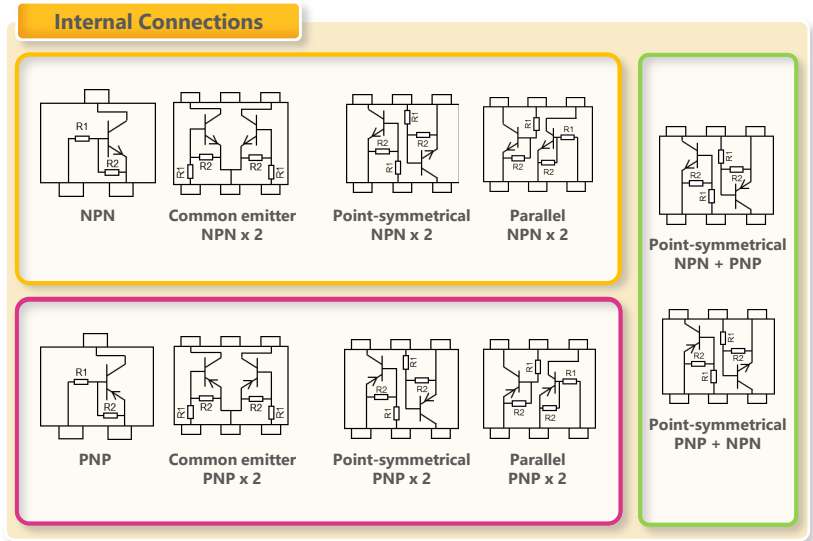 Internal Connections
R1
R2
NPN
R1
R2
R2
R1
Common emitter
NPN x 2
R1
R2
R2
R1
Point-symmetrical
NPN x 2
R1
R1
R2
R2
Parallel
NPN x 2
R1
R2
PNP
R1
R2
R2
R1
Common emitter
PNP x 2
R1
R2
R2
R1
Point-symmetrical
PNP x 2
R1
R1
R2
R2
Parallel
PNP x 2
R1
R2
R2
R1
Point-symmetrical
NPN + PNP
R1
R2
R2
R1
Point-symmetrical
PNP + NPN